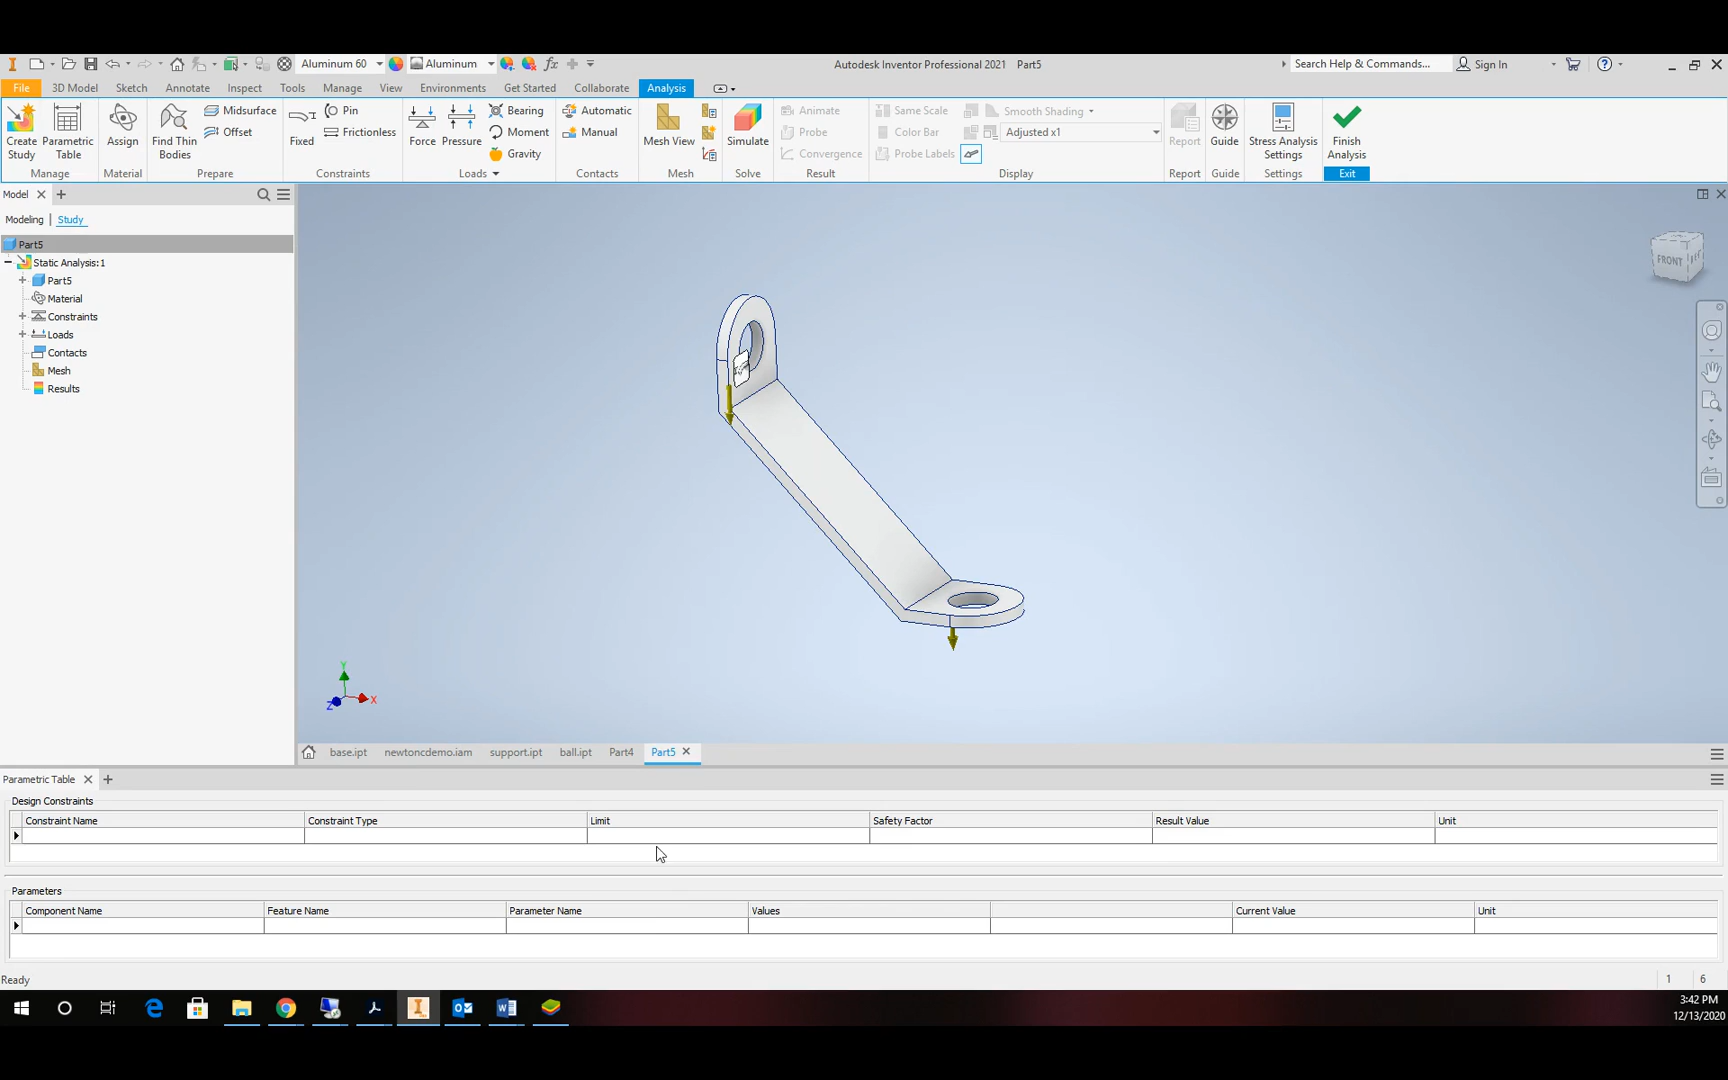 Aluminum 60
Aluminum
Autodesk Inventor Professional 2021 Part5
Search Help & Commands...
Sign In
File
3D Model
Sketch
Annotate
Inspect
Tools
Manage
View
Environments
Get Started
Collaborate
Analysis
Create Study
Parametric Table
Assign
Find Thin Bodies
Midsurface
Offset
Fixed
Pin
Frictionless
Force
Pressure
Bearing
Moment
Gravity
Automatic
Manual
Mesh View
Simulate
Animate
Probe
Convergence
Same Scale
Color Bar
Probe Labels
Smooth Shading
Adjusted x1
Report
Guide
Stress Analysis Settings
Finish Analysis
Manage
Material
Prepare
Constraints
Loads
Contacts
Mesh
Solve
Result
Display
Report
Guide
Settings
Exit
Model
Modeling
Study
Part5
Static Analysis:1
Part5
Material
Constraints
Loads
Contacts
Mesh
Results
FRONT
Y
X
Z
base.ipt
newtoncdemo.iam
support.ipt
ball.ipt
Part4
Part5
Parametric Table
Design Constraints
Constraint Name
Constraint Type
Limit
Safety Factor
Result Value
Unit
Parameters
Component Name
Feature Name
Parameter Name
Values
Current Value
Unit
Ready
1
6
3:42 PM
12/13/2020